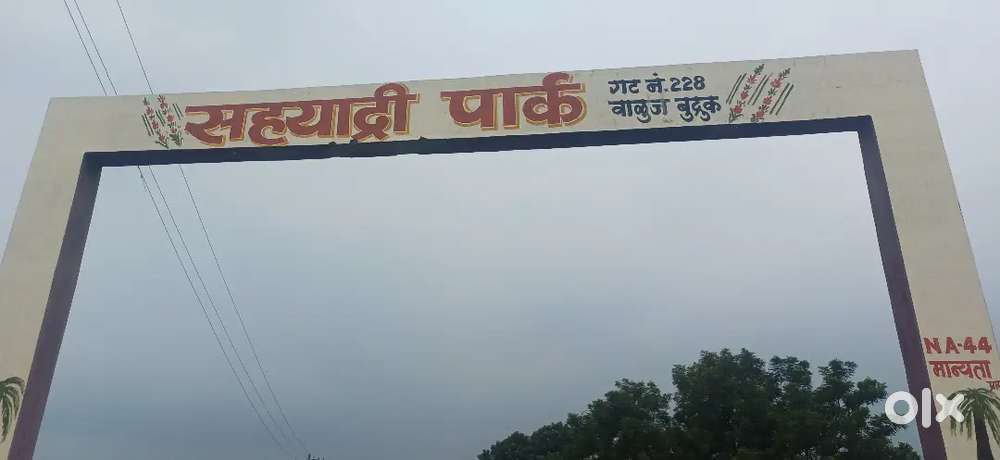 सह्याद्री पार्क
गट नं. 228
वाळुज बुद्रुक
NA-44
मान्यता
olx